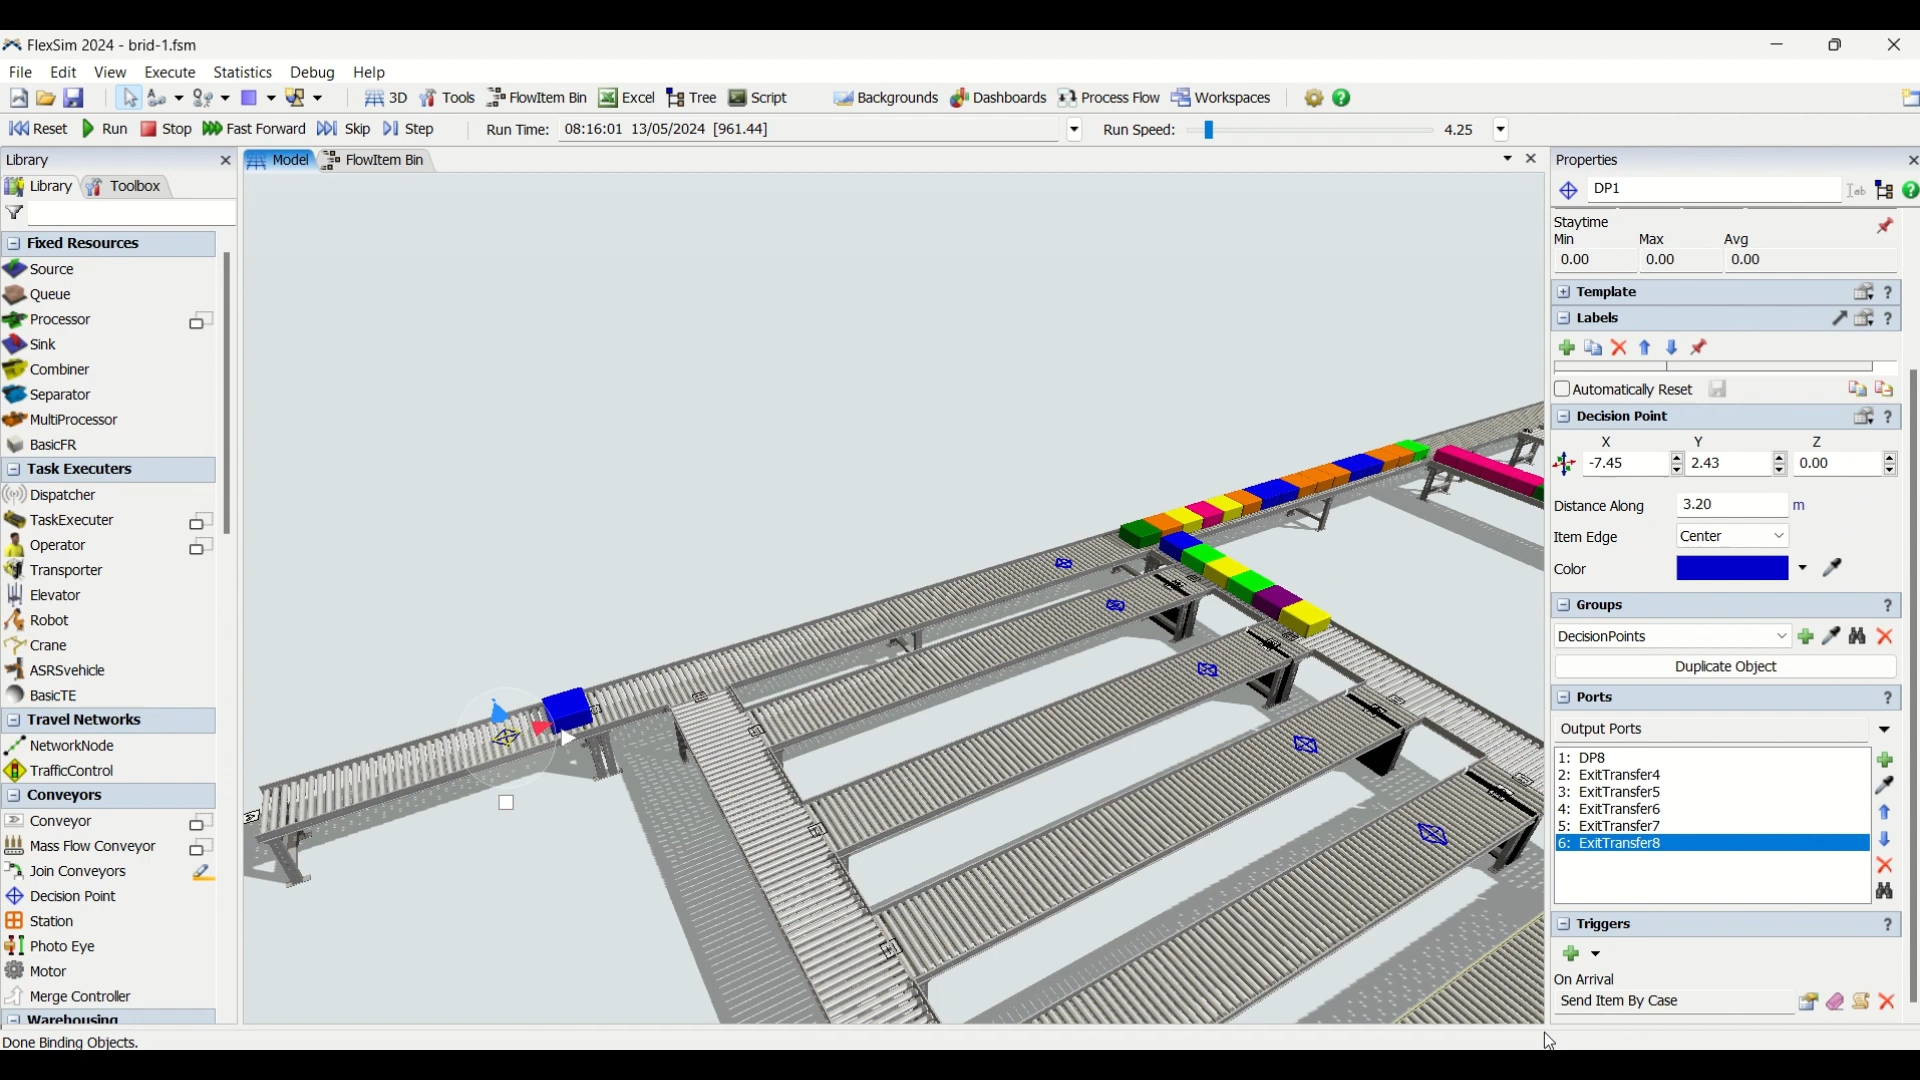 FlexSim 2024 - brid-1.fsm
File Edit View Execute Statistics Debug Help
3D Tools FlowItem Bin Excel Tree Script Backgrounds Dashboards Process Flow Workspaces
Reset Run Stop Fast Forward Skip Step Run Time: 08:16:01 13/05/2024 [961.44] Run Speed: 4.25
Library
Library Toolbox
Fixed Resources
Source
Queue
Processor
Sink
Combiner
Separator
MultiProcessor
BasicFR
Task Executers
Dispatcher
TaskExecuter
Operator
Transporter
Elevator
Robot
Crane
ASRSvehicle
BasicTE
Travel Networks
NetworkNode
TrafficControl
Conveyors
Conveyor
Mass Flow Conveyor
Join Conveyors
Decision Point
Station
Photo Eye
Motor
Merge Controller
Warehousing
Done Binding Objects.
Model FlowItem Bin
Properties
DP1
Staytime
Min Max Avg
0.00 0.00 0.00
Template
Labels
Automatically Reset
Decision Point
X Y Z
-7.45 2.43 0.00
Distance Along 3.20 m
Item Edge Center
Color
Groups
DecisionPoints
Duplicate Object
Ports
Output Ports
1: DP8
2: ExitTransfer4
3: ExitTransfer5
4: ExitTransfer6
5: ExitTransfer7
6: ExitTransfer8
Triggers
On Arrival
Send Item By Case